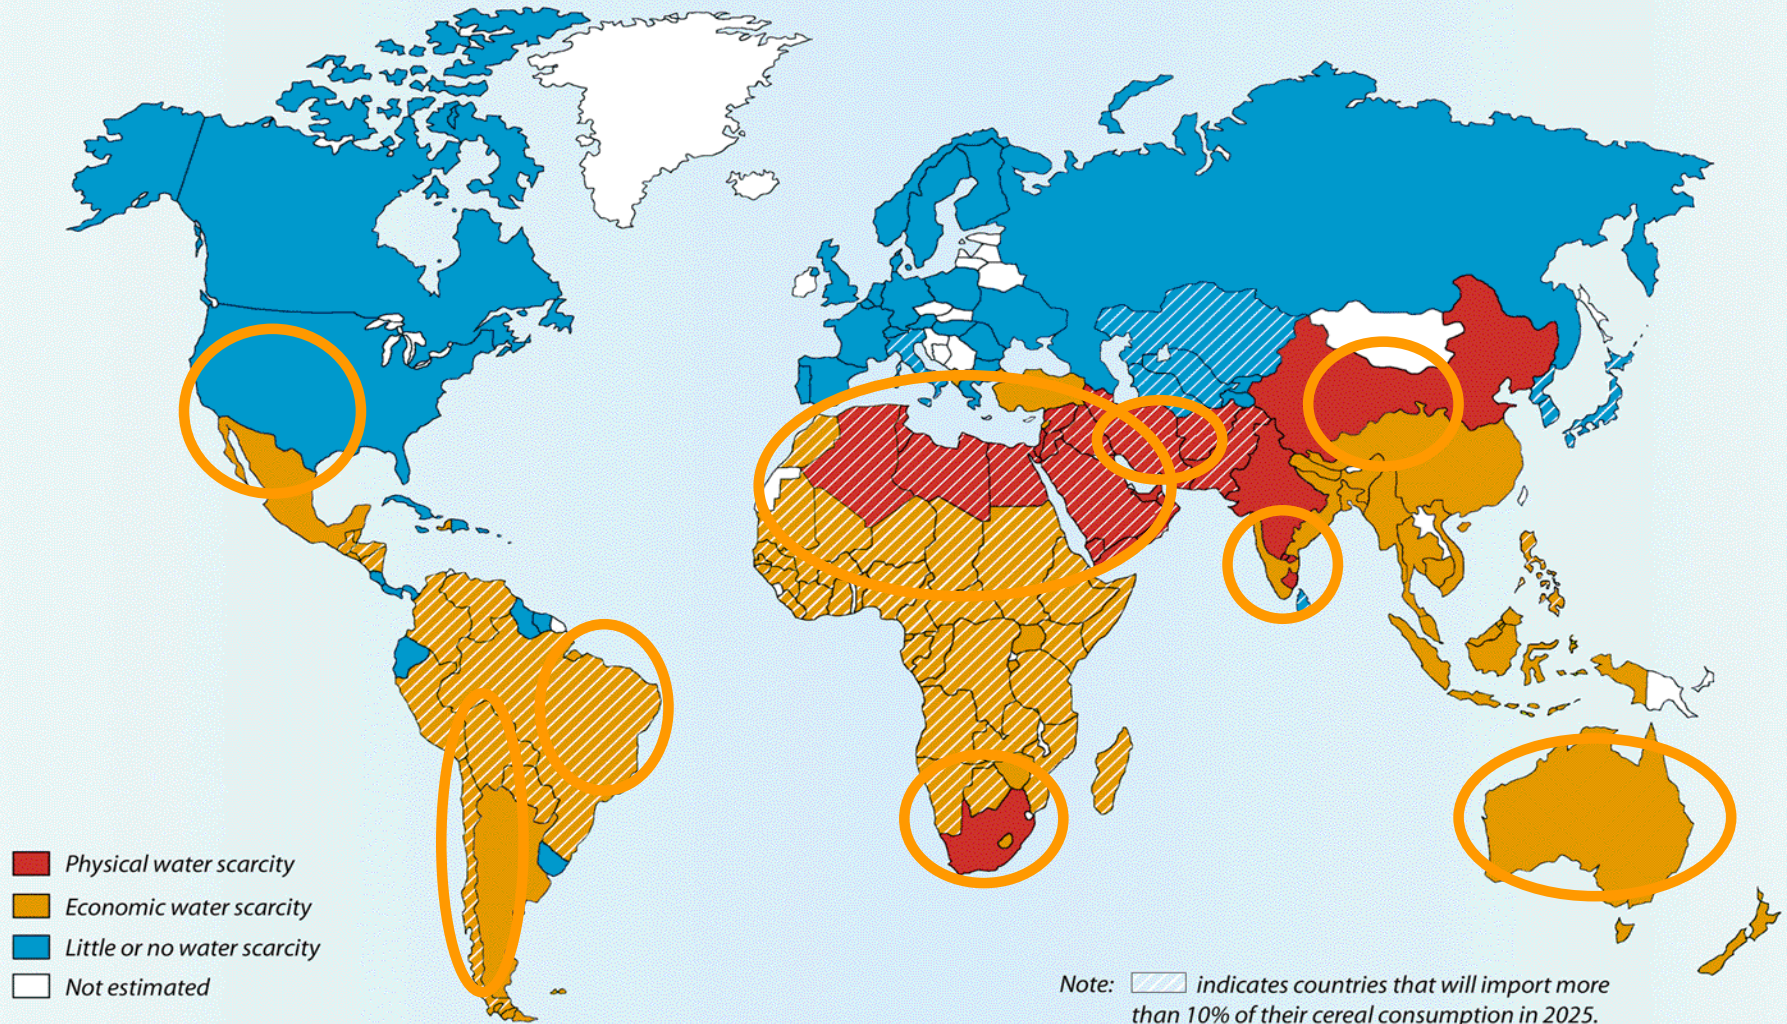 Physical water scarcity
Economic water scarcity
Little or no water scarcity
Not estimated
Note: indicates countries that will import more
than 10% of their cereal consumption in 2025.